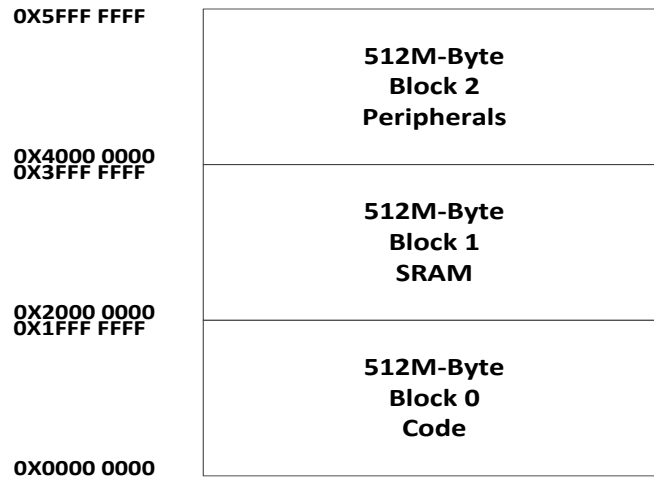 0X5FFF FFFF
512M-Byte
Block 2
Peripherals
0X4000 0000
0X3FFF FFFF
512M-Byte
Block 1
SRAM
0X2000 0000
0X1FFF FFFF
512M-Byte
Block 0
Code
0X0000 0000